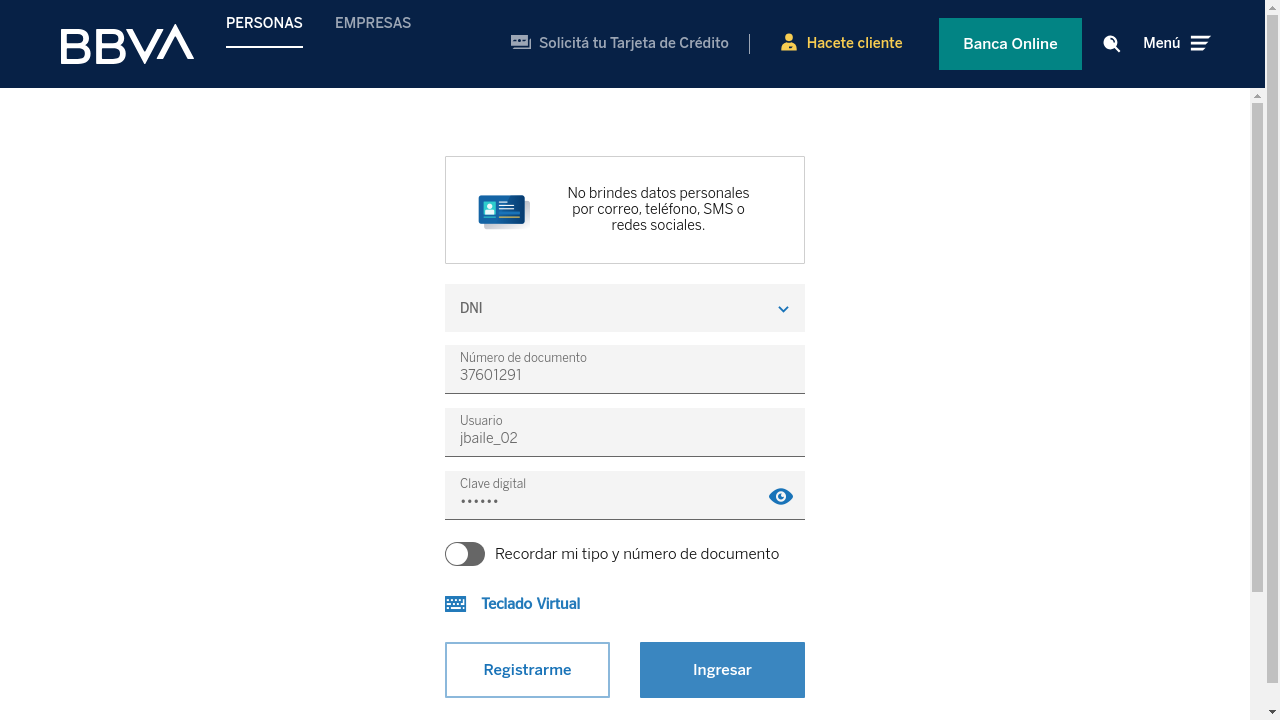 BBVA
PERSONAS
EMPRESAS
Solicitá tu Tarjeta de Crédito
Hacete cliente
Banca Online
Menú
No brindes datos personales
por correo, teléfono, SMS o
redes sociales.
DNI
Número de documento
37601291
Usuario
jbaile_02
Clave digital
••••••
Recordar mi tipo y número de documento
Teclado Virtual
Registrarme
Ingresar